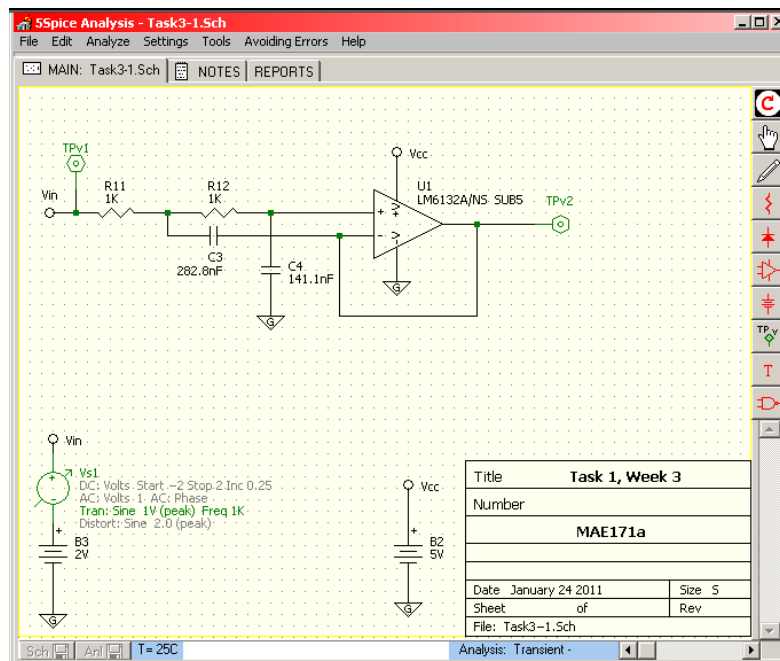 5Spice Analysis - Task3-1.Sch
File Edit Analyze Settings Tools Avoiding Errors Help
MAIN: Task3-1.Sch NOTES REPORTS
C
TPv1
Vin
R11
1K
R12
1K
Vcc
U1
LM6132A/NS SUB5
TPv2
+
+
-
C3
282.8nF
C4
141.1nF
G
G
TP v
T
Vin
+
Vs1
DC: Volts Start -2 Stop 2 Inc 0.25
AC: Volts 1 AC: Phase
Tran: Sine 1V (peak) Freq 1K
Distort: Sine 2.0 (peak)
+
B3
2V
G
Vcc
+
B2
5V
G
Title Task 1, Week 3
Number
MAE171a
Date January 24 2011 Size S
Sheet of Rev
File: Task3-1.Sch
Sch Anl T= 25C Analysis: Transient -